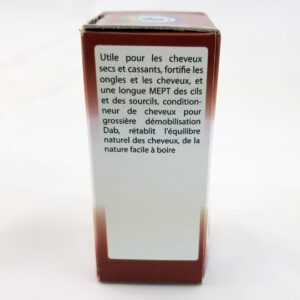 Utile pour les cheveux
secs et cassants, fortifie les
ongles et les cheveux, et
une longue MEPT des cils
et des sourcils, condition-
neur de cheveux pour
grossière démobilisation
Dab, rétablit l'équilibre
naturel des cheveux, de la
nature facile à boire